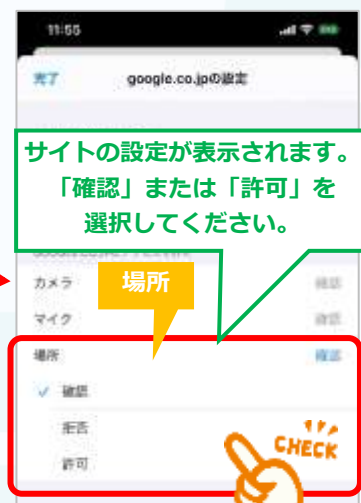 11:55
完了 google.co.jpの設定
サイトの設定が表示されます。
「確認」または「許可」を
選択してください。
カメラ 確認
場所
マイク 確認
場所 確認
✓ 確認
拒否
許可
CHECK